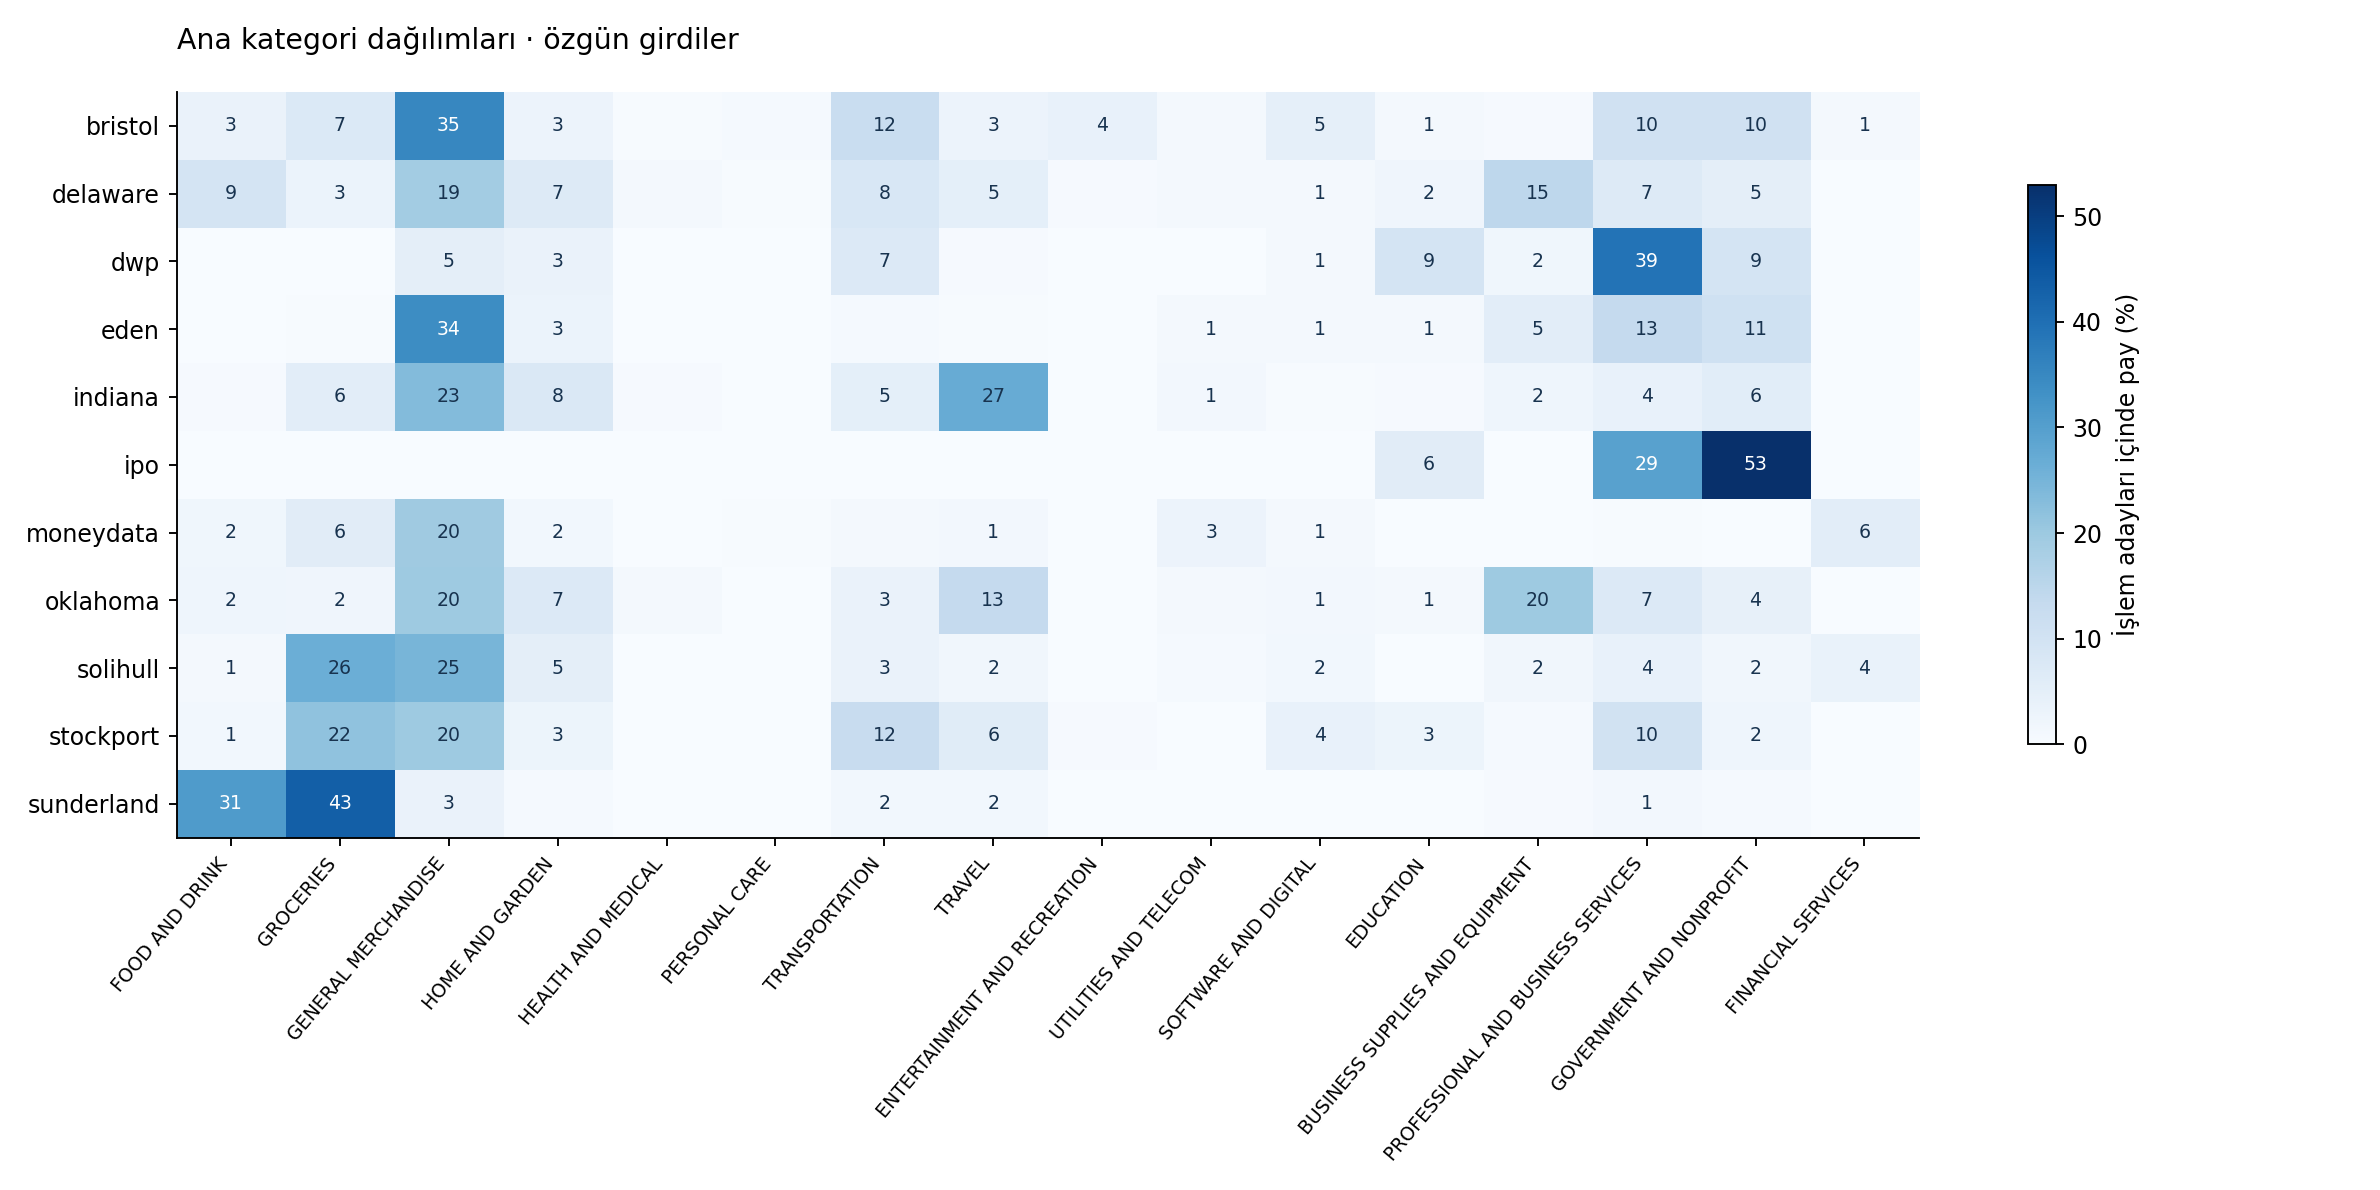 Ana kategori dağılımları · özgün girdiler
bristol 3 7 35 3 12 3 4 5 1 10 10 1
delaware 9 3 19 7 8 5 1 2 15 7 5
dwp 5 3 7 1 9 2 39 9
eden 34 3 1 1 1 5 13 11
indiana 6 23 8 5 27 1 2 4 6
ipo 6 29 53
moneydata 2 6 20 2 1 3 1 6
oklahoma 2 2 20 7 3 13 1 1 20 7 4
solihull 1 26 25 5 3 2 2 2 4 2 4
stockport 1 22 20 3 12 6 4 3 10 2
sunderland 31 43 3 2 2 1
FOOD AND DRINK
GROCERIES
GENERAL MERCHANDISE
HOME AND GARDEN
HEALTH AND MEDICAL
PERSONAL CARE
TRANSPORTATION
TRAVEL
ENTERTAINMENT AND RECREATION
UTILITIES AND TELECOM
SOFTWARE AND DIGITAL
EDUCATION
BUSINESS SUPPLIES AND EQUIPMENT
PROFESSIONAL AND BUSINESS SERVICES
GOVERNMENT AND NONPROFIT
FINANCIAL SERVICES
50
40
30
20
10
0
İşlem adayları içinde pay (%)